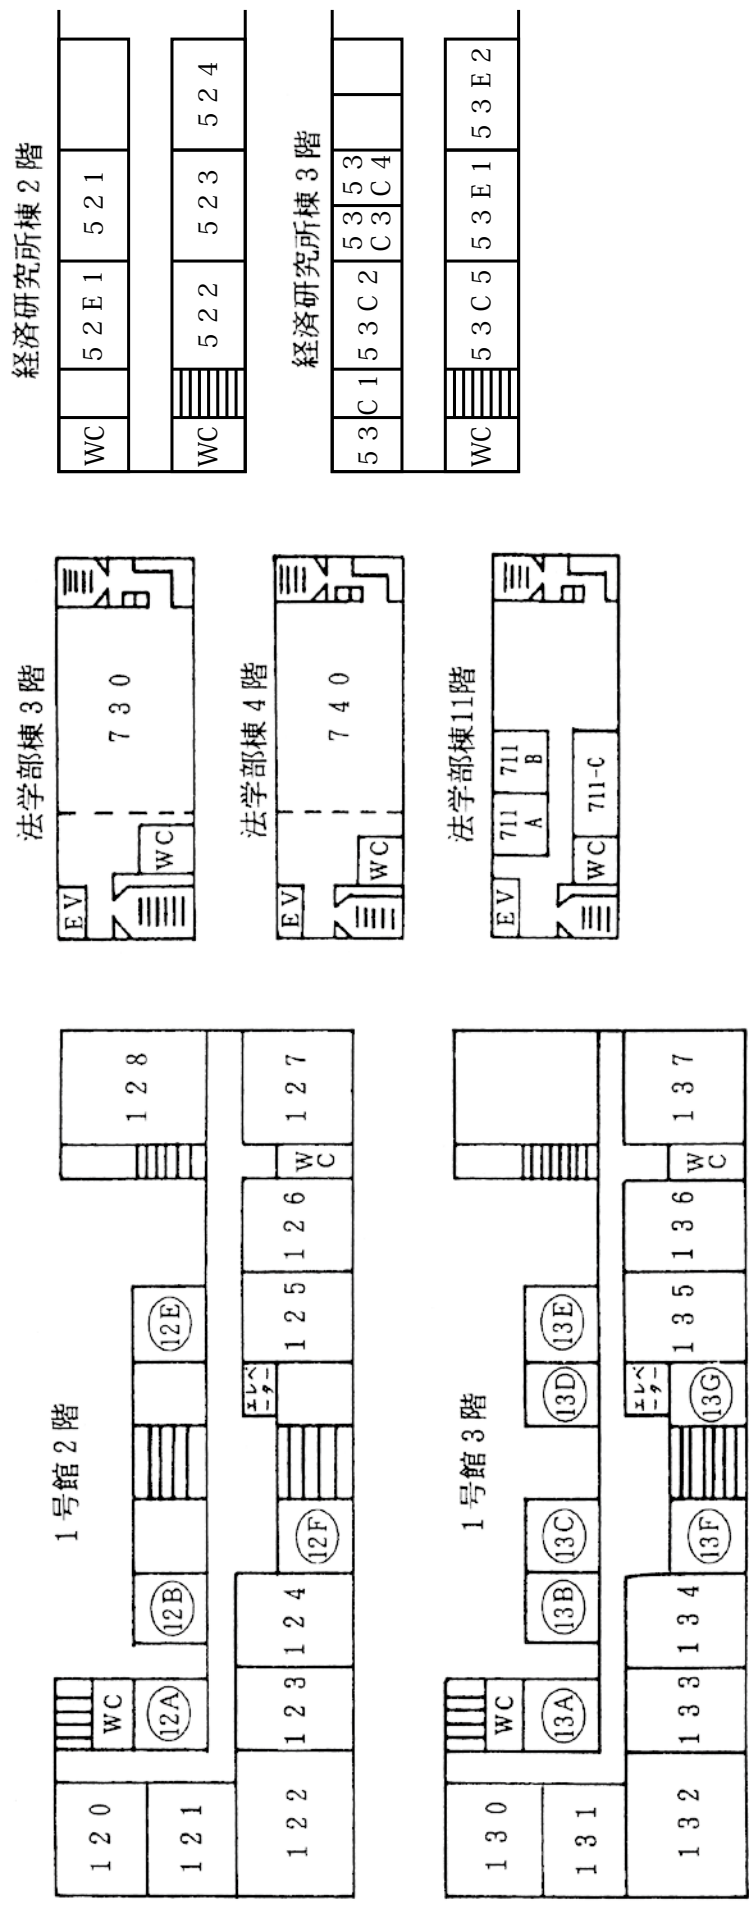 経済研究所棟2階
52E1
521
WC
WC
522
523
524
経済研究所棟3階
53C1
53C2
53
C3
53
C4
WC
53C5
53E1
53E2
法学部棟3階
EV
WC
730
法学部棟4階
EV
WC
740
法学部棟11階
EV
711
A
711
B
WC
711-C
1号館2階
120
121
122
WC
12A
12B
12E
128
123
124
12F
エレベ
ーター
125
126
WC
127
1号館3階
130
131
132
WC
13A
13B
13C
13D
13E
133
134
13F
13G
エレベ
ーター
135
136
WC
137